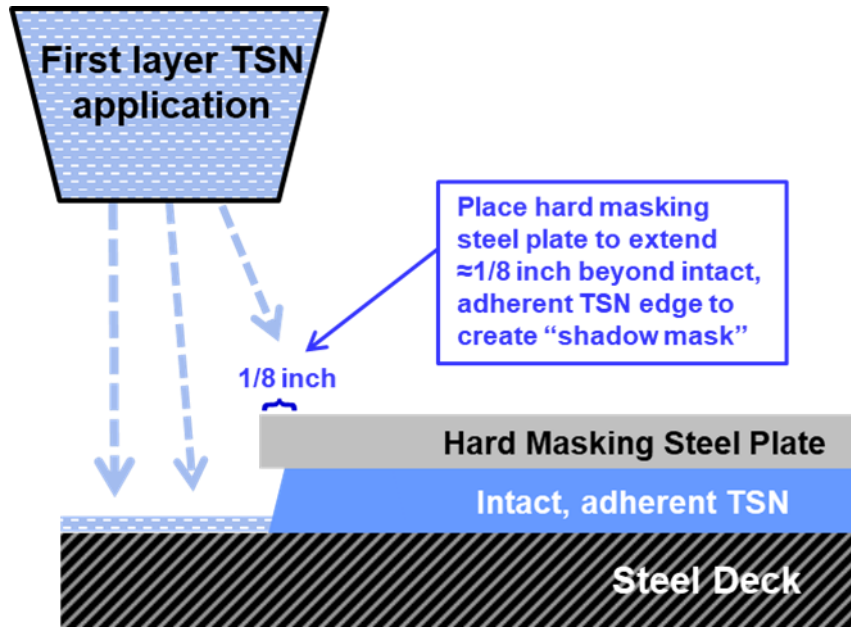 First layer TSN
application
Place hard masking
steel plate to extend
≈1/8 inch beyond intact,
adherent TSN edge to
create “shadow mask”
1/8 inch
Hard Masking Steel Plate
Intact, adherent TSN
Steel Deck